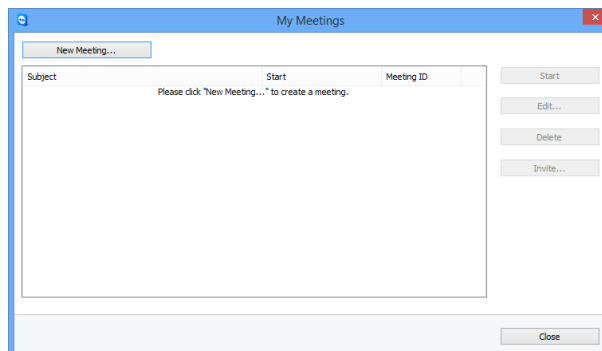 My Meetings
New Meeting...
Subject Start Meeting ID
Please click "New Meeting..." to create a meeting.
Start
Edit...
Delete
Invite...
Close